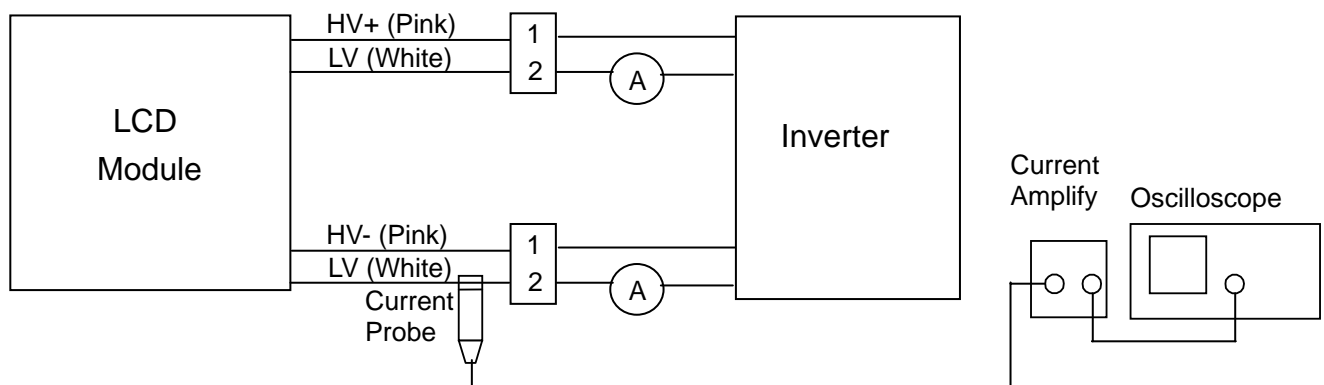 HV+ (Pink)
LV (White)
1
2
A
LCD
Module
Inverter
HV- (Pink)
LV (White)
1
2
A
Current
Probe
Current
Amplify
Oscilloscope